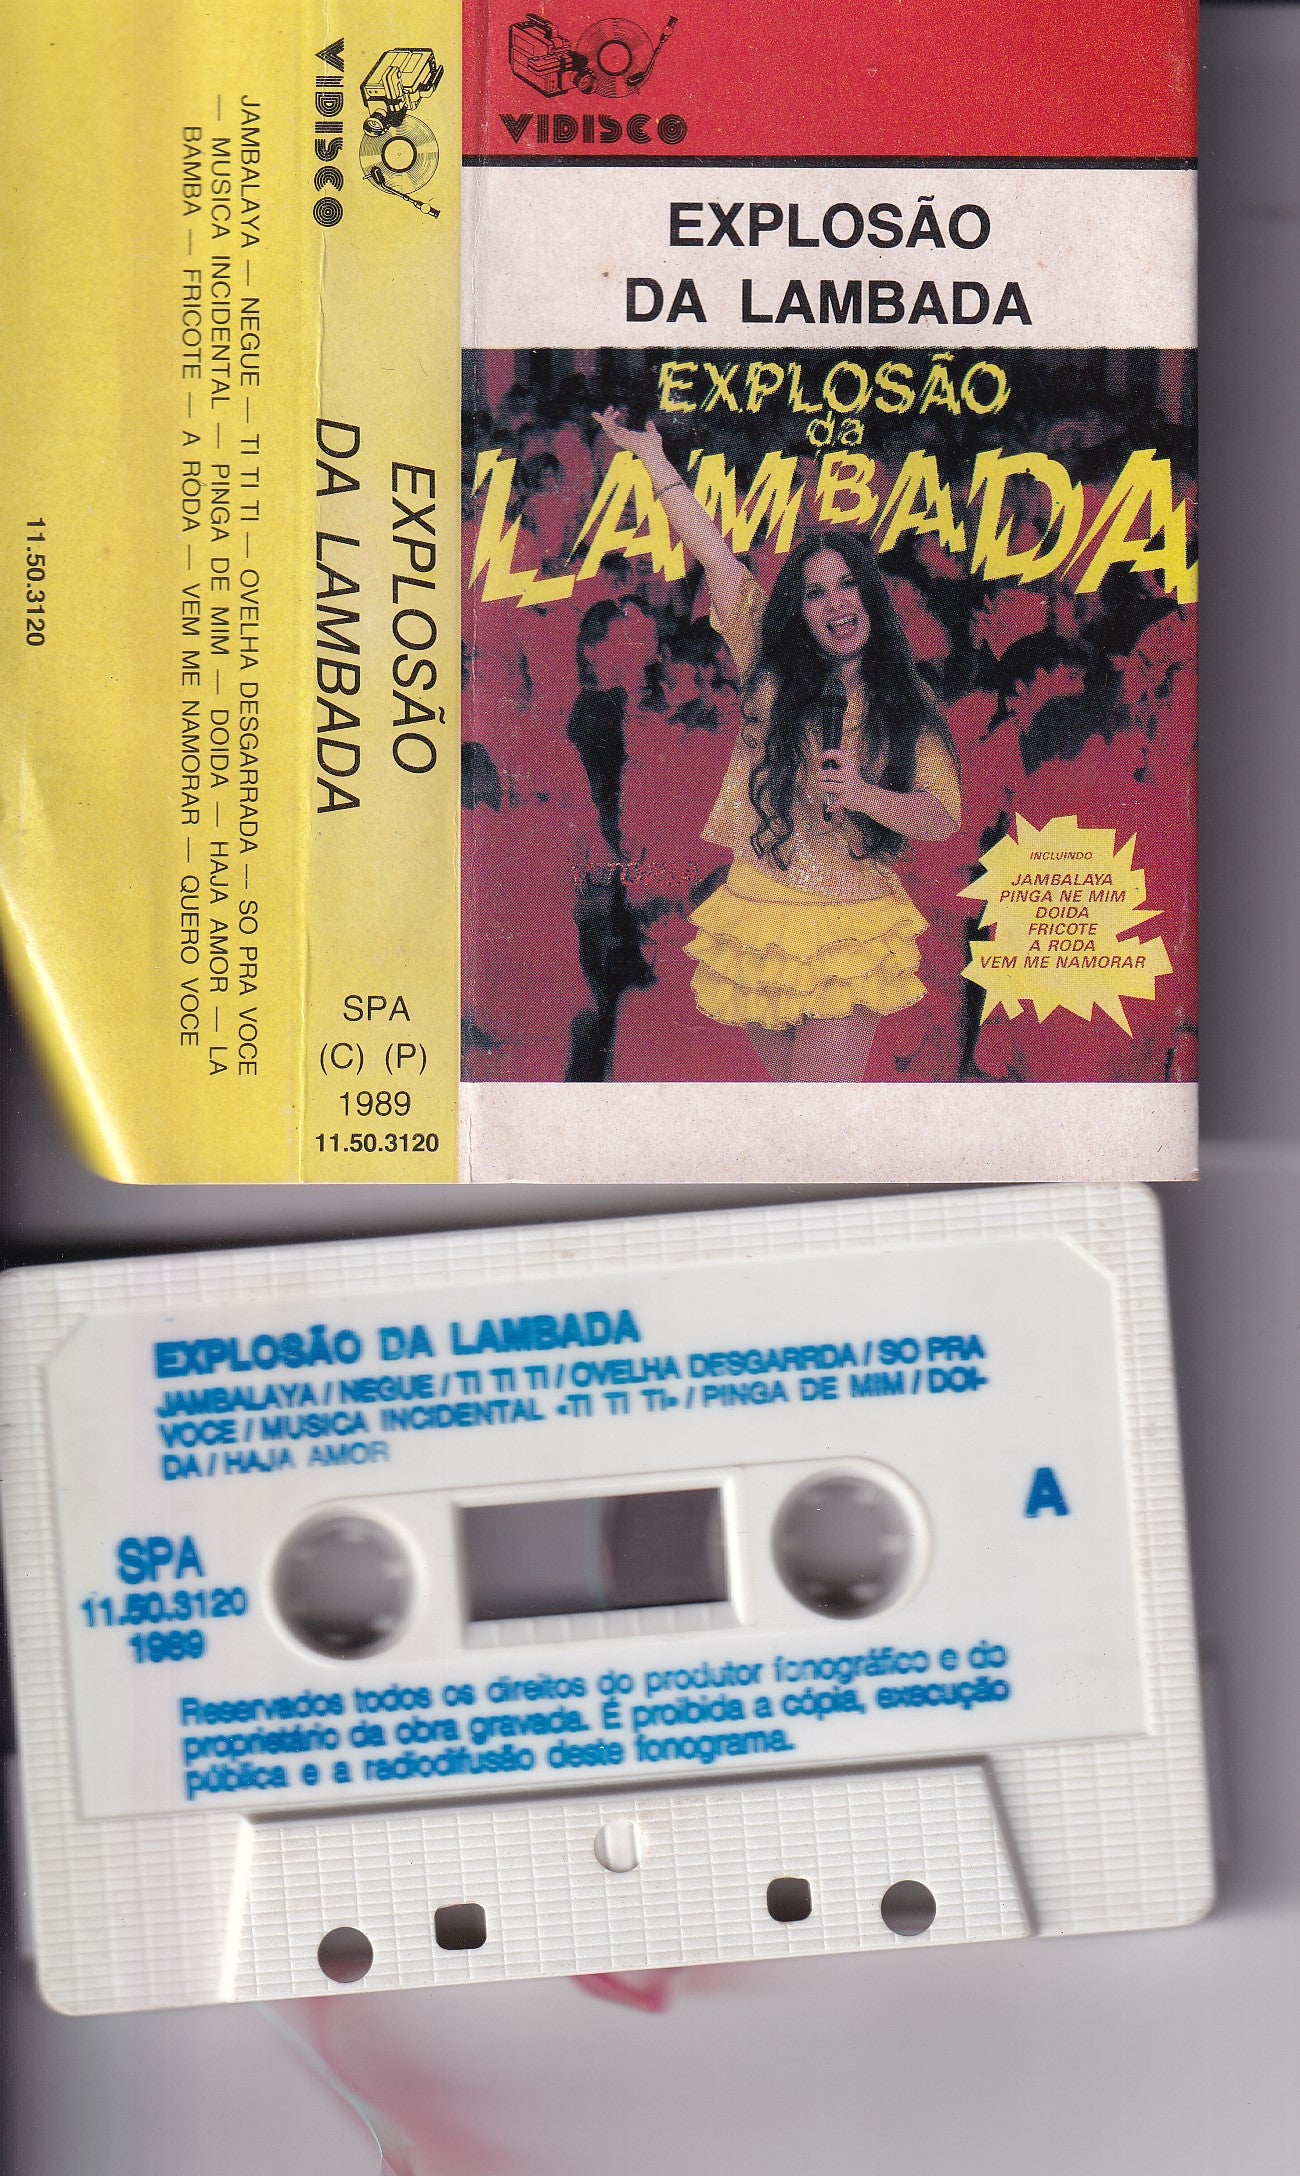 VIDISCO
EXPLOSÃO
DA LAMBADA
EXPLOSÃO
da
LAMBADA
INCLUINDO
JAMBALAYA
PINGA NE MIM
DOIDA
FRICOTE
A RODA
VEM ME NAMORAR
VIDISCO
EXPLOSÃO
DA LAMBADA
SPA
(C) (P)
1989
11.50.3120
JAMBALAYA — NEGUE — TI TI TI — OVELHA DESGARRADA — SO PRA VOCE
— MUSICA INCIDENTAL — PINGA DE MIM — DOIDA — HAJA AMOR — LA
BAMBA — FRICOTE — A RODA — VEM ME NAMORAR — QUERO VOCE
11.50.3120
EXPLOSÃO DA LAMBADA
JAMBALAYA / NEGUE / TI TI TI / OVELHA DESGARRDA / SO PRA
VOCE / MUSICA INCIDENTAL «TI TI TI» / PINGA DE MIM / DOI-
DA / HAJA AMOR
A
SPA
11.50.3120
1989
Reservados todos os direitos do produtor fonográfico e do
proprietário da obra gravada. É proibida a cópia, execução
pública e a radiodifusão deste fonograma.